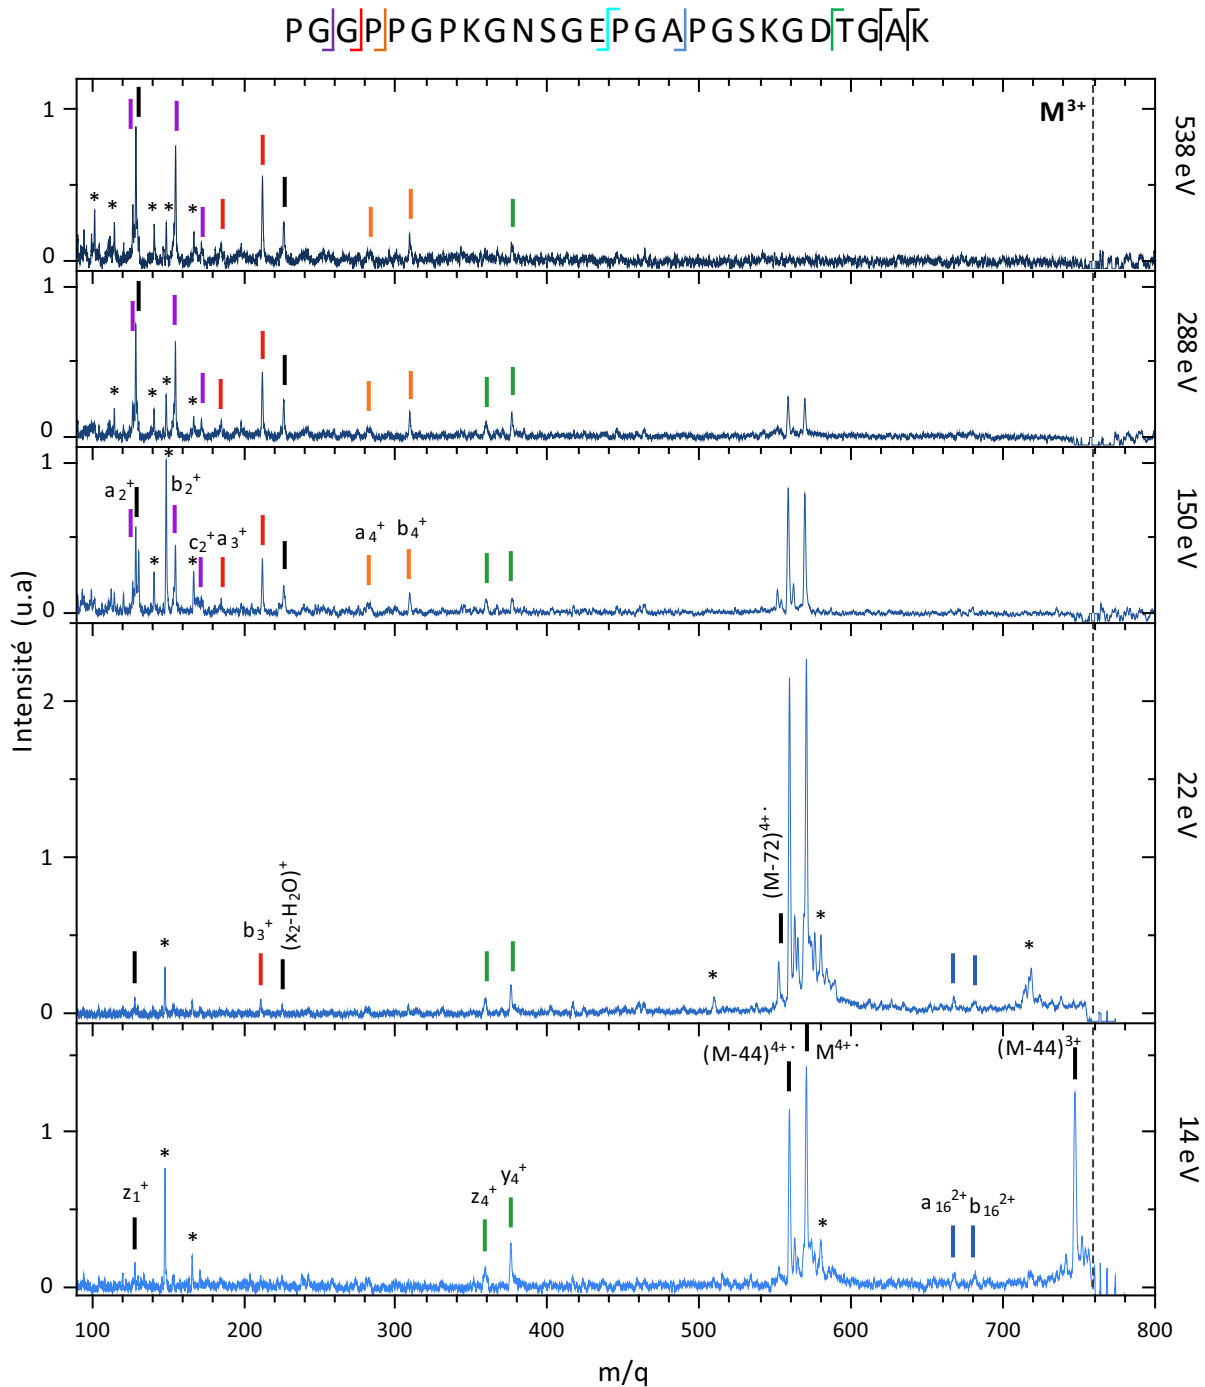 PGGPPGPKGNSGEPGAPGSKGDTGAK
M³⁺
1
0
538 eV
* * * * *
1
0
288 eV
* * * * *
1
0
150 eV
a₂⁺ b₂⁺ c₂⁺ a₃⁺ a₄⁺ b₄⁺
* * *
Intensité (u.a)
2
1
0
22 eV
b₃⁺ (x₂-H₂O)⁺ (M-72)⁴⁺˙
* * * *
1
0
14 eV
z₁⁺ z₄⁺ y₄⁺ (M-44)⁴⁺˙ M⁴⁺˙ a₁₆²⁺ b₁₆²⁺ (M-44)³⁺
* * *
100 200 300 400 500 600 700 800
m/q